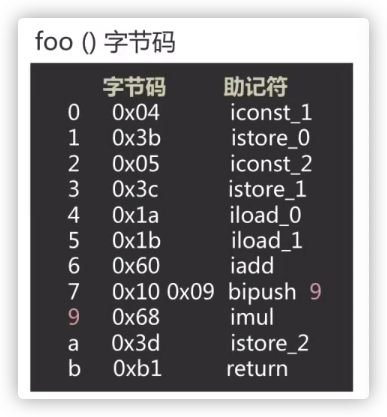 foo () 字节码
字节码 助记符
0 0x04 iconst_1
1 0x3b istore_0
2 0x05 iconst_2
3 0x3c istore_1
4 0x1a iload_0
5 0x1b iload_1
6 0x60 iadd
7 0x10 0x09 bipush 9
9 0x68 imul
a 0x3d istore_2
b 0xb1 return